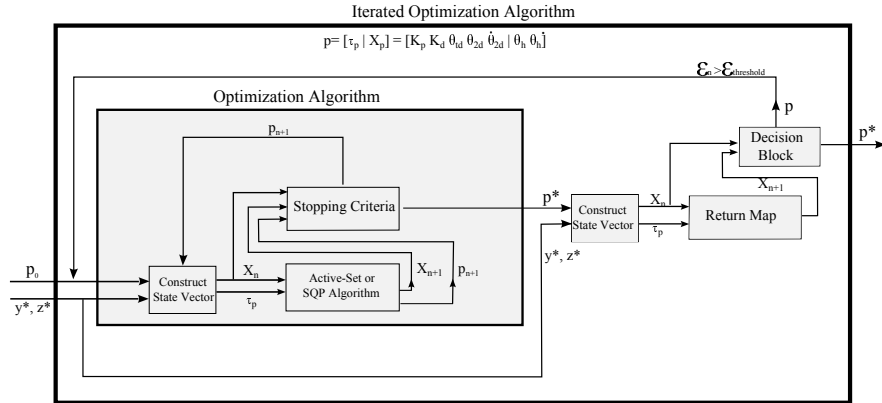 Iterated Optimization Algorithm
p= [τp | Xp] = [Kp Kd θtd θ2d θ̇2d | θh θ̇h]
εn>εthreshold
Optimization Algorithm
p
pn+1
Decision
Block
p*
Stopping Criteria
p*
Xn
Xn+1
Construct
State Vector
Return Map
τp
y*, z*
p0
Construct
State Vector
Xn
Active-Set or
SQP Algorithm
Xn+1
pn+1
τp
y*, z*